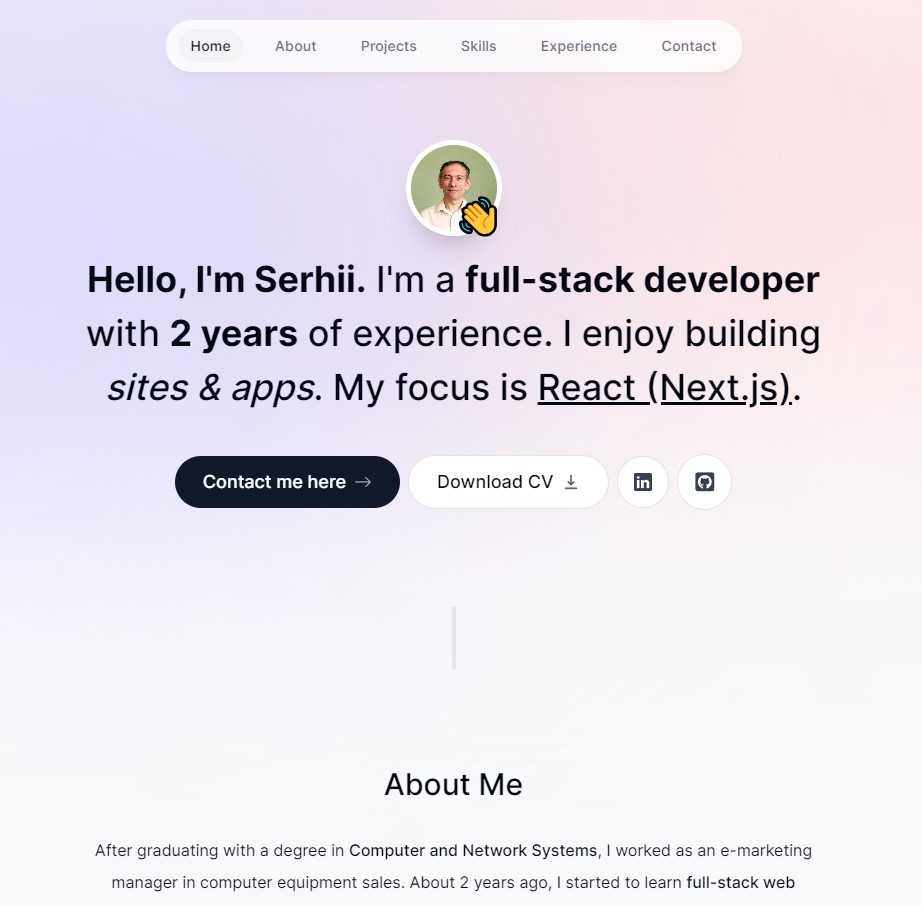 Home About Projects Skills Experience Contact
Hello, I'm Serhii. I'm a full-stack developer
with 2 years of experience. I enjoy building
sites & apps. My focus is React (Next.js).
Contact me here → Download CV
in
About Me
After graduating with a degree in Computer and Network Systems, I worked as an e-marketing
manager in computer equipment sales. About 2 years ago, I started to learn full-stack web